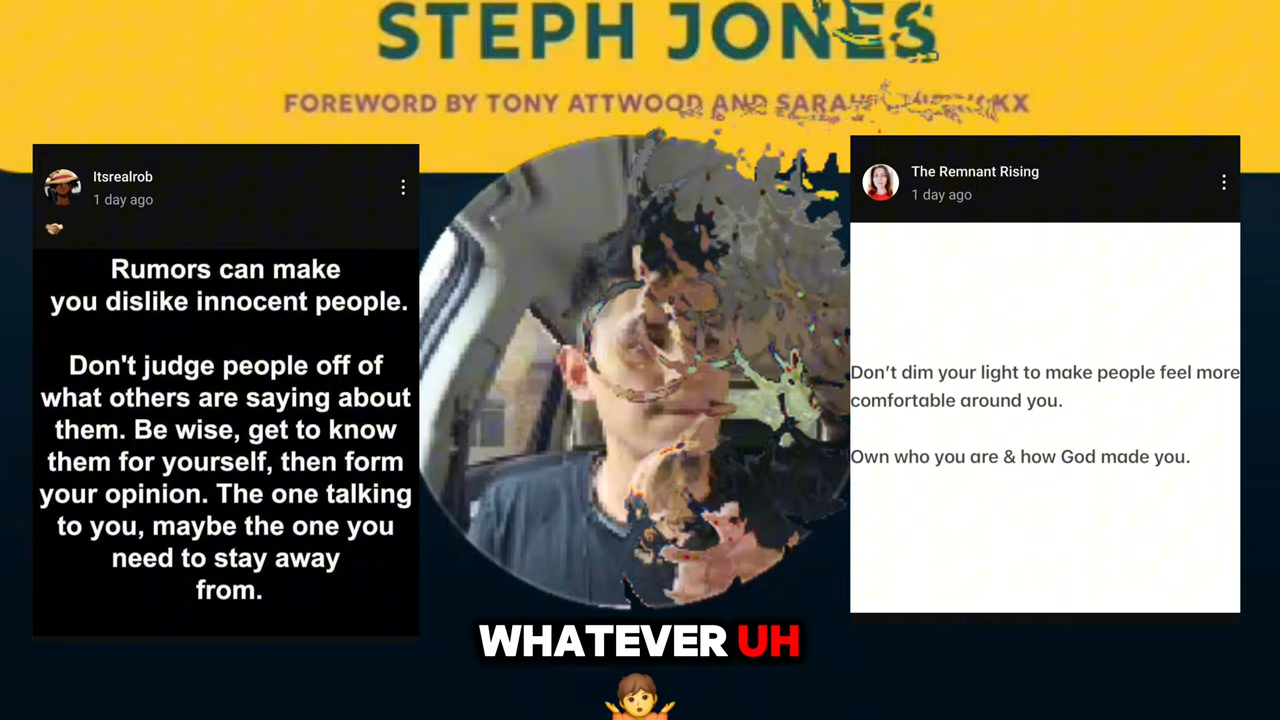 STEPH JONES
FOREWORD BY TONY ATTWOOD AND SARAH
Itsrealrob
1 day ago
Rumors can make
you dislike innocent people.
Don't judge people off of
what others are saying about
them. Be wise, get to know
them for yourself, then form
your opinion. The one talking
to you, maybe the one you
need to stay away
from.
The Remnant Rising
1 day ago
Don't dim your light to make people feel more
comfortable around you.
Own who you are & how God made you.
WHATEVER UH